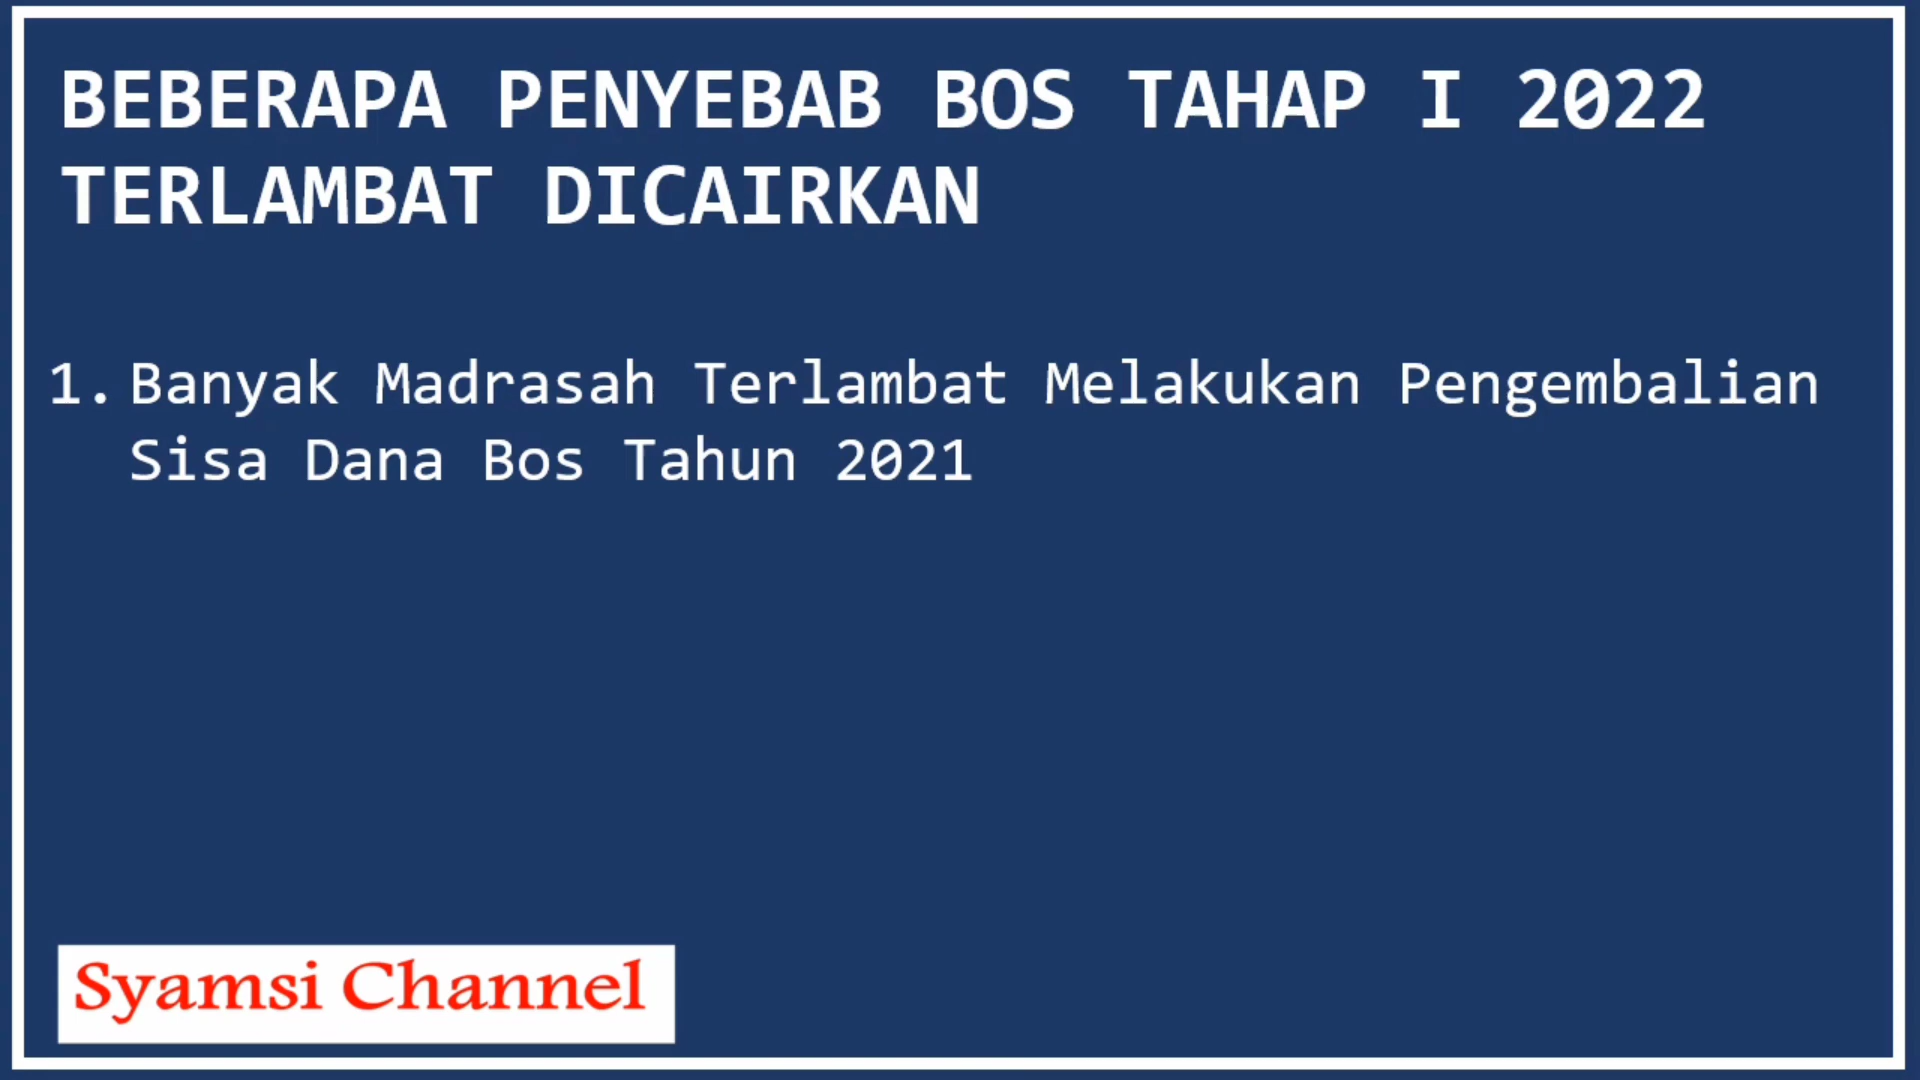 BEBERAPA PENYEBAB BOS TAHAP I 2022
TERLAMBAT DICAIRKAN
1. Banyak Madrasah Terlambat Melakukan Pengembalian
Sisa Dana Bos Tahun 2021
Syamsi Channel